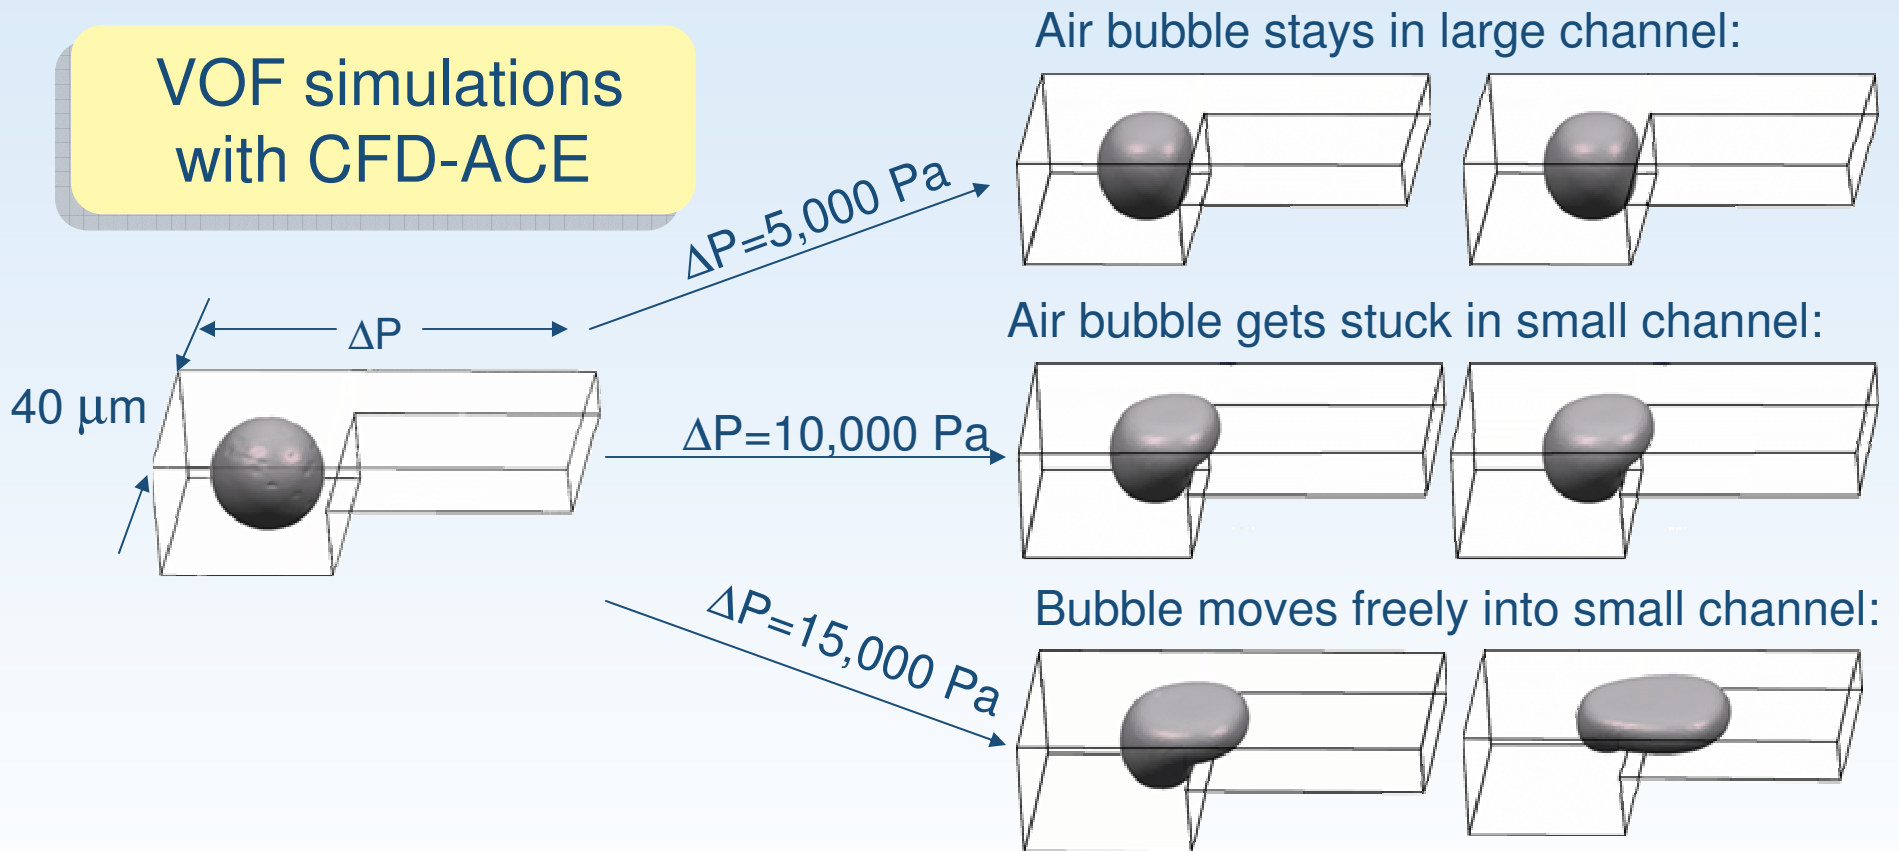 VOF simulations
with CFD-ACE
ΔP
40 μm
ΔP=5,000 Pa
ΔP=10,000 Pa
ΔP=15,000 Pa
Air bubble stays in large channel:
Air bubble gets stuck in small channel:
Bubble moves freely into small channel: